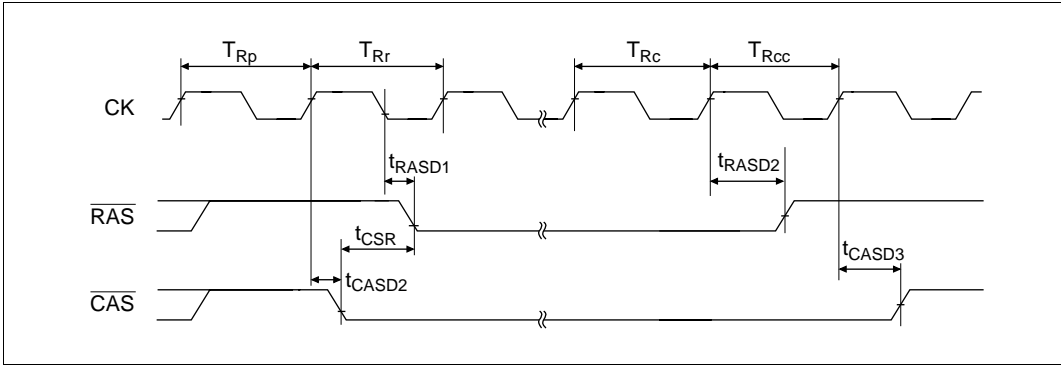 TRp TRr TRc TRcc
CK
tRASD1 tRASD2
RAS
tCSR tCASD3
tCASD2
CAS